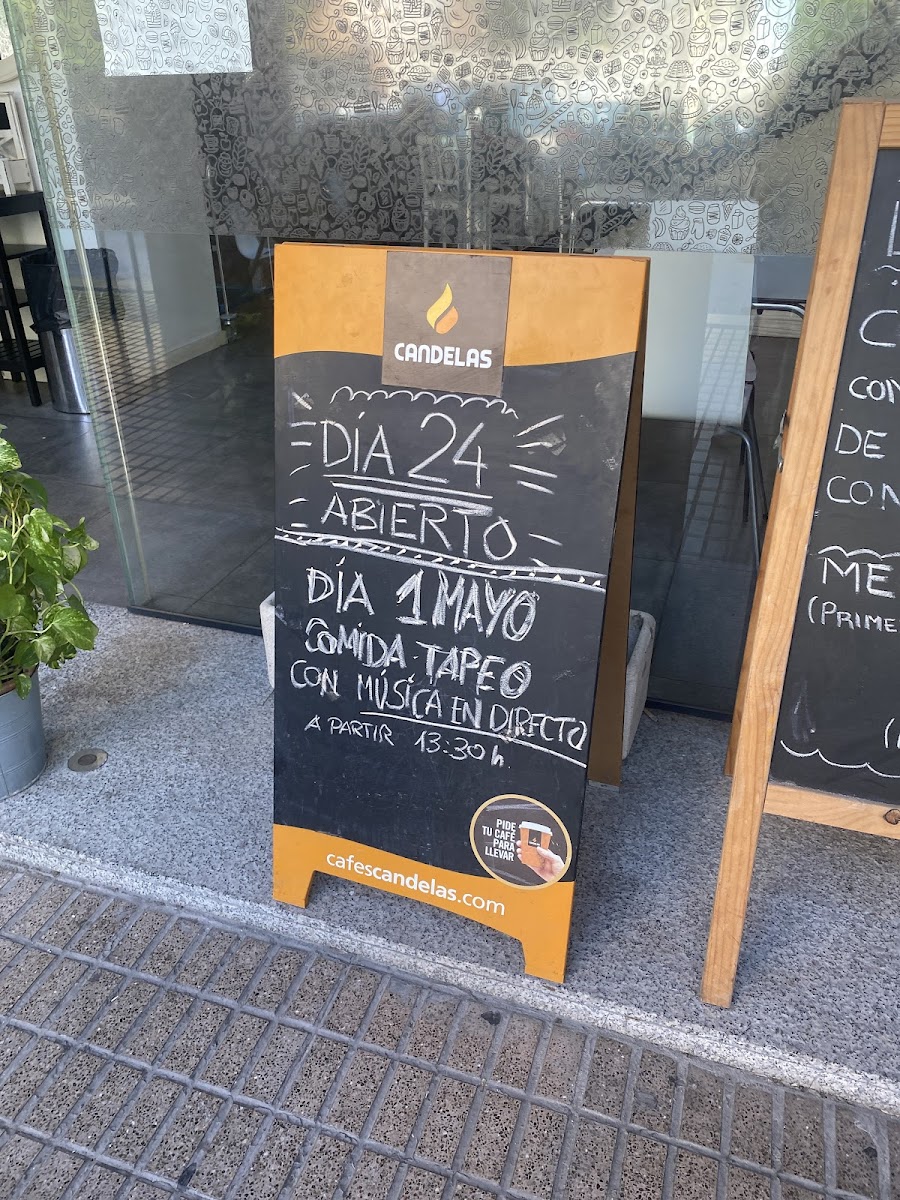 CANDELAS
DÍA 24
ABIERTO
DÍA 1 MAYO
COMIDA TAPEO
CON MÚSICA EN DIRECTO
A PARTIR 13:30 h.
PIDE
TU CAFÉ
PARA
LLEVAR
cafescandelas.com
DE